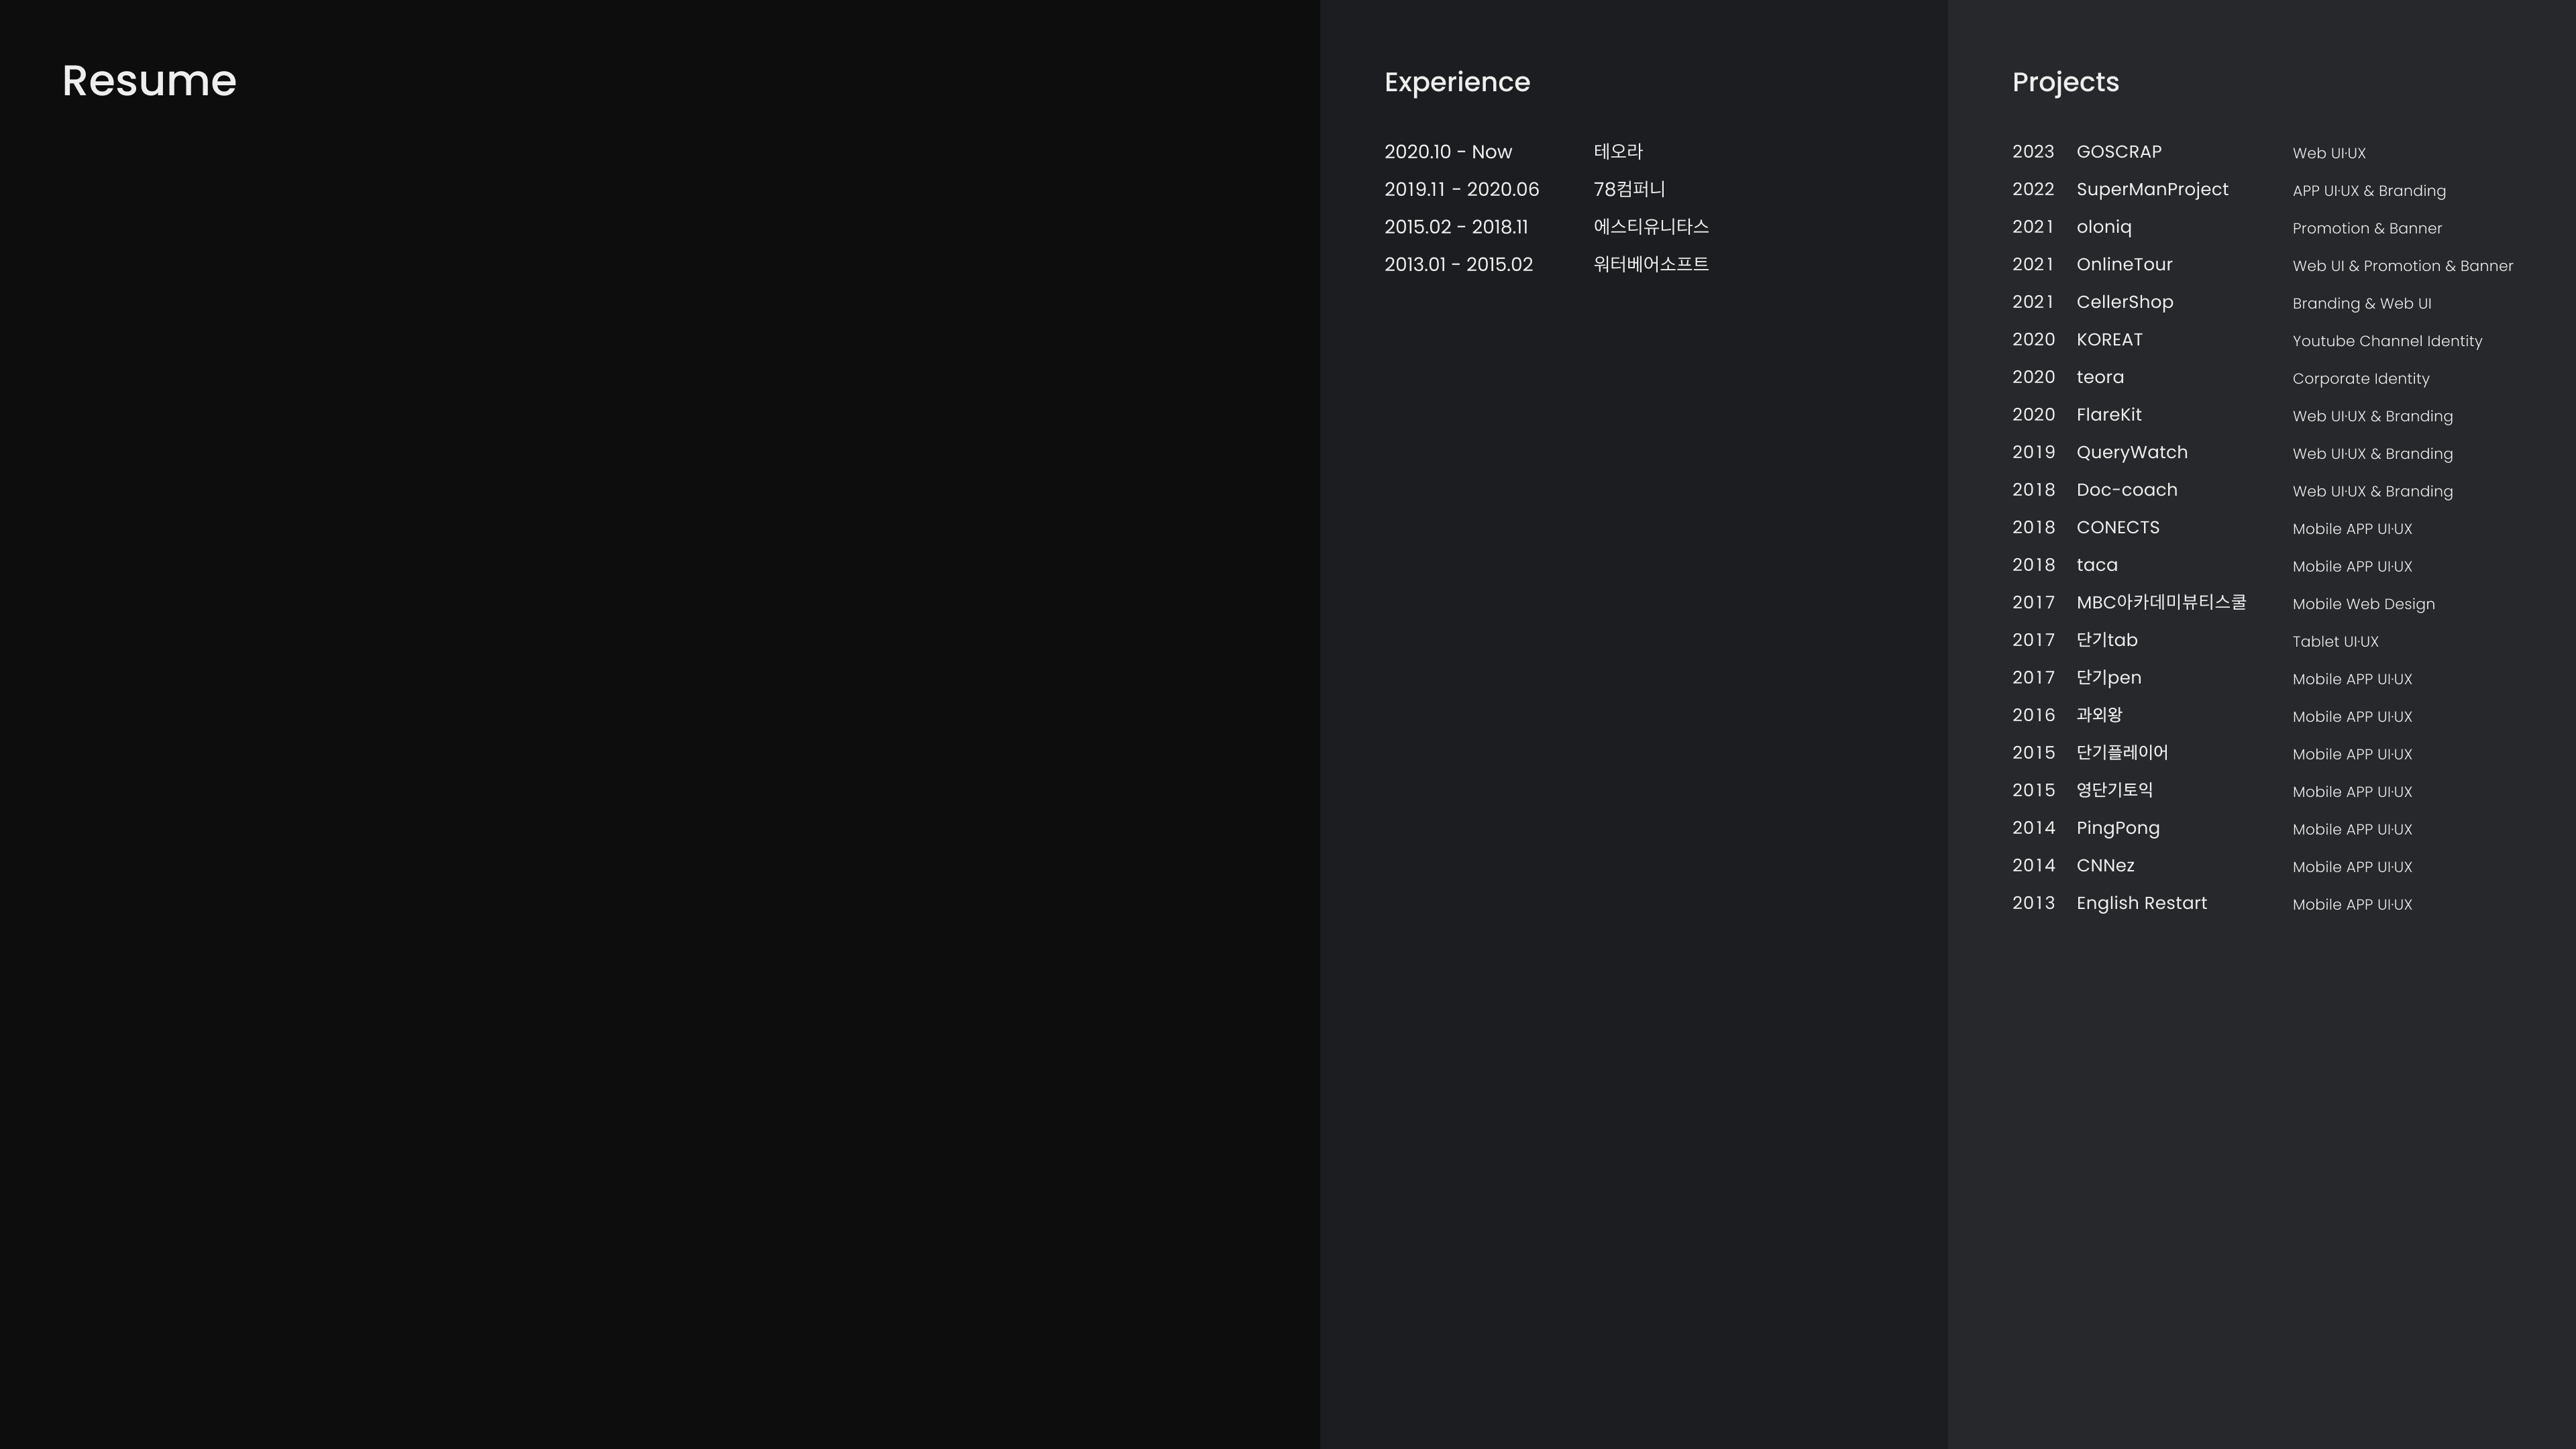 Resume
Experience
2020.10 - Now 테오라
2019.11 - 2020.06 78컴퍼니
2015.02 - 2018.11 에스티유니타스
2013.01 - 2015.02 워터베어소프트
Projects
2023 GOSCRAP Web UI·UX
2022 SuperManProject APP UI·UX & Branding
2021 oloniq Promotion & Banner
2021 OnlineTour Web UI & Promotion & Banner
2021 CellerShop Branding & Web UI
2020 KOREAT Youtube Channel Identity
2020 teora Corporate Identity
2020 FlareKit Web UI·UX & Branding
2019 QueryWatch Web UI·UX & Branding
2018 Doc-coach Web UI·UX & Branding
2018 CONECTS Mobile APP UI·UX
2018 taca Mobile APP UI·UX
2017 MBC아카데미뷰티스쿨 Mobile Web Design
2017 단기tab Tablet UI·UX
2017 단기pen Mobile APP UI·UX
2016 과외왕 Mobile APP UI·UX
2015 단기플레이어 Mobile APP UI·UX
2015 영단기토익 Mobile APP UI·UX
2014 PingPong Mobile APP UI·UX
2014 CNNez Mobile APP UI·UX
2013 English Restart Mobile APP UI·UX